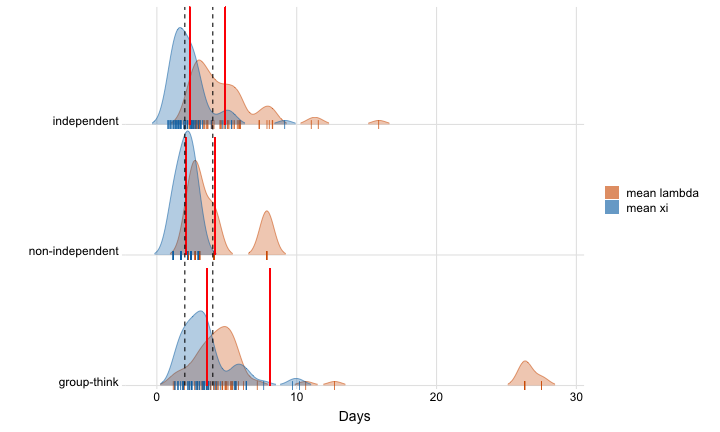 independent
non-independent
group-think
mean lambda
mean xi
0 10 20 30
Days